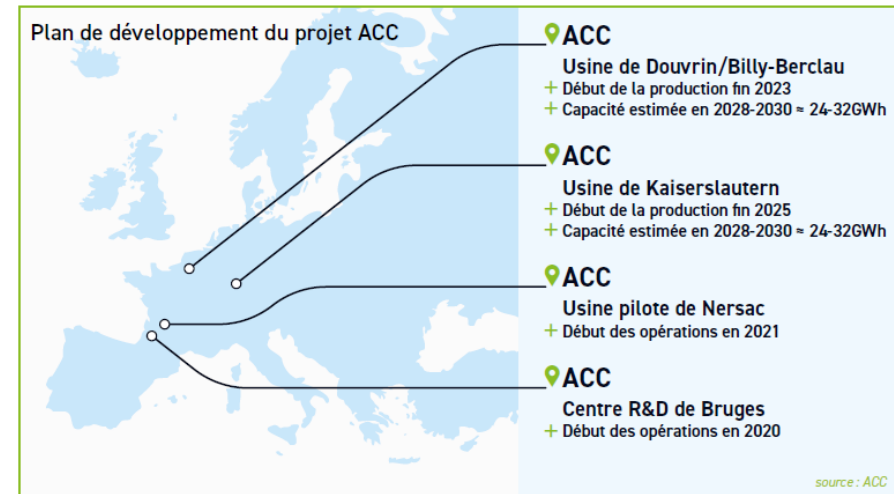 Plan de développement du projet ACC
ACC
Usine de Douvrin/Billy-Berclau
+ Début de la production fin 2023
+ Capacité estimée en 2028-2030 ≈ 24-32GWh
ACC
Usine de Kaiserslautern
+ Début de la production fin 2025
+ Capacité estimée en 2028-2030 ≈ 24-32GWh
ACC
Usine pilote de Nersac
+ Début des opérations en 2021
ACC
Centre R&D de Bruges
+ Début des opérations en 2020
source : ACC